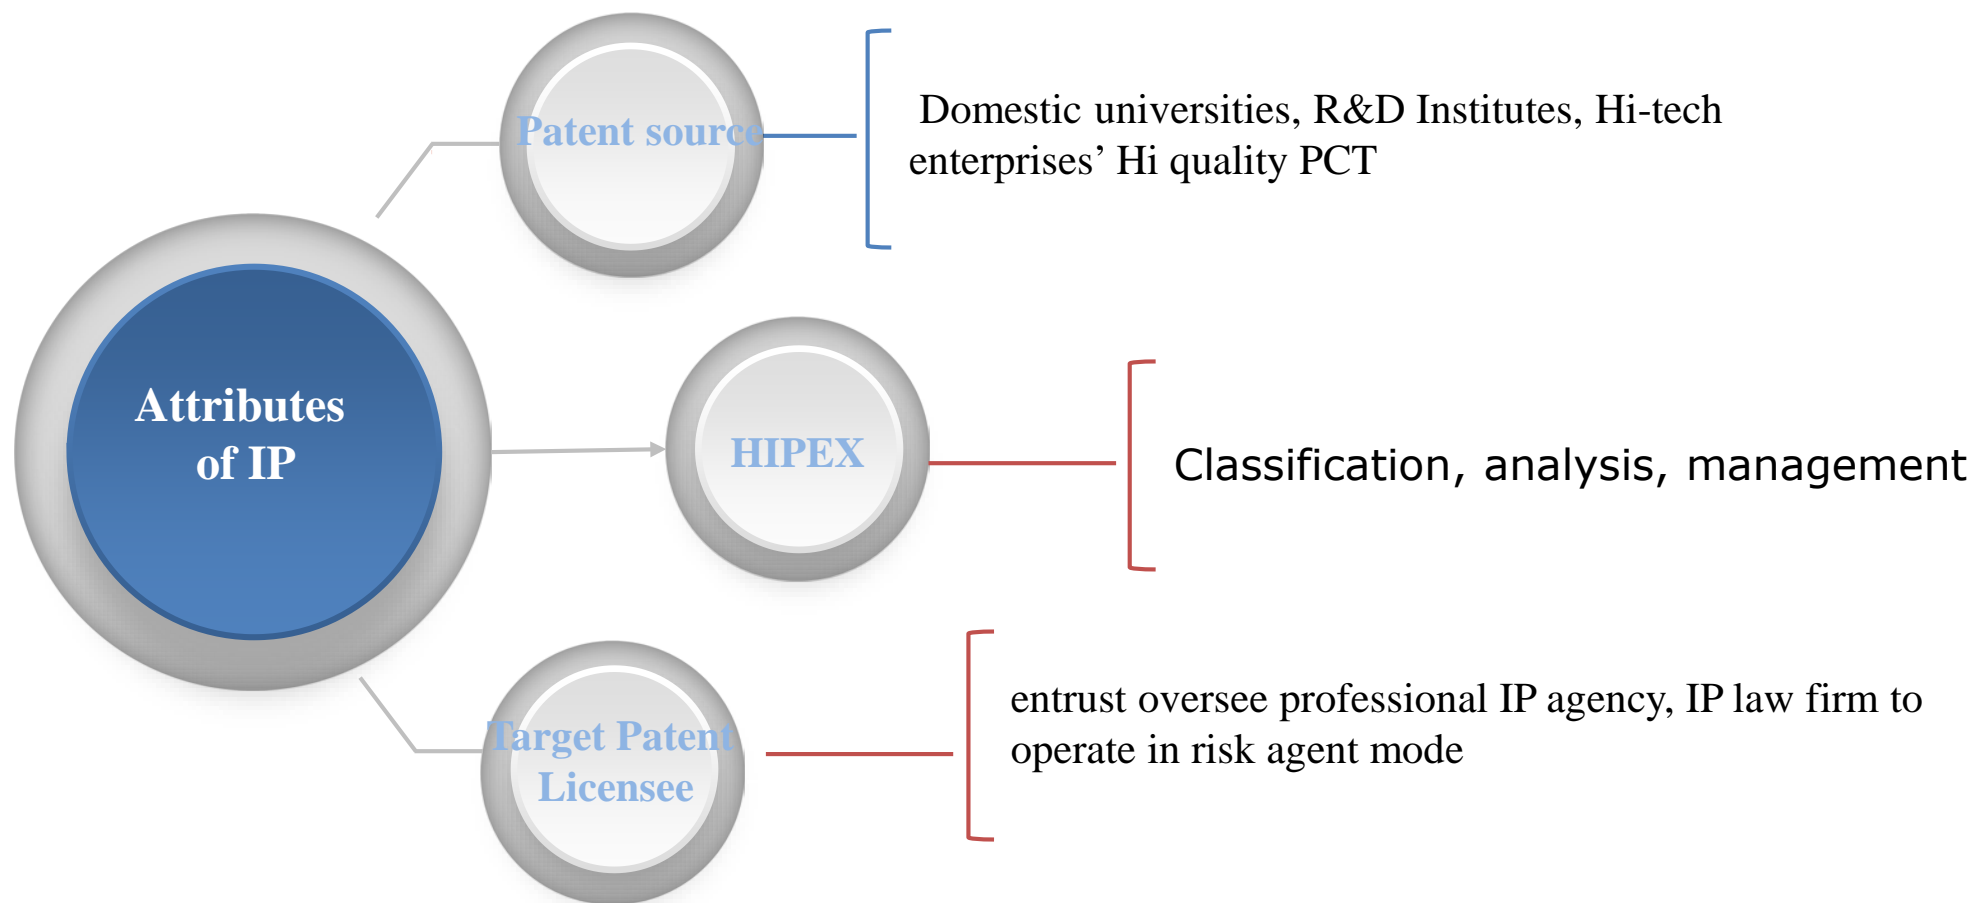 Patent source
Domestic universities, R&D Institutes, Hi-tech
enterprises’ Hi quality PCT
Attributes
of IP
HIPEX
Classification, analysis, management
Target Patent
Licensee
entrust oversee professional IP agency, IP law firm to
operate in risk agent mode